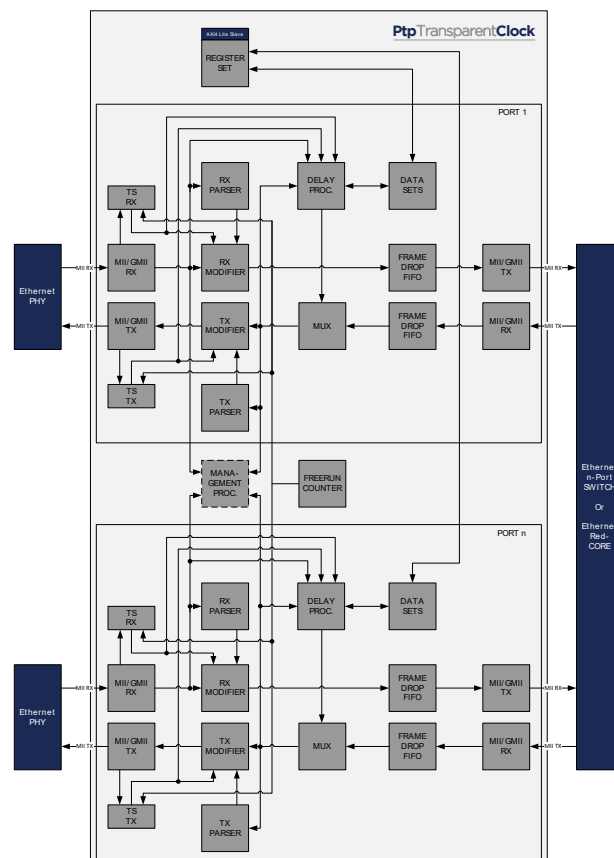 PtpTransparentClock
AXI4 Lite Slave
REGISTER
SET
PORT 1
TS
RX
RX
PARSER
DELAY
PROC.
DATA
SETS
Ethernet
PHY
MII RX
MII/GMII
RX
RX
MODIFIER
FRAME
DROP
FIFO
MII/GMII
TX
MII RX
MII TX
MII/GMII
TX
TX
MODIFIER
MUX
FRAME
DROP
FIFO
MII/GMII
RX
MII TX
TS
TX
TX
PARSER
MANA-
GEMENT
PROC.
FREERUN
COUNTER
Ethernet
n-Port
SWITCH
Or
Ethernet
Red-
CORE
PORT n
TS
RX
RX
PARSER
DELAY
PROC.
DATA
SETS
Ethernet
PHY
MII RX
MII/GMII
RX
RX
MODIFIER
FRAME
DROP
FIFO
MII/GMII
TX
MII RX
MII TX
MII/GMII
TX
TX
MODIFIER
MUX
FRAME
DROP
FIFO
MII/GMII
RX
MII TX
TS
TX
TX
PARSER